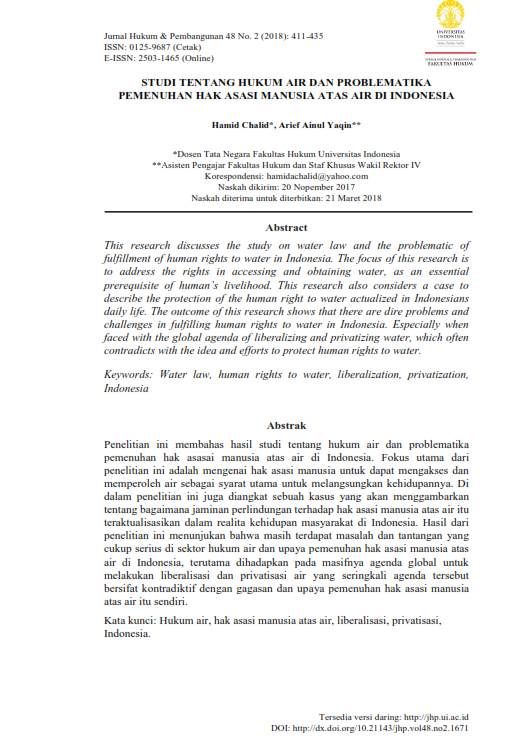 Jurnal Hukum & Pembangunan 48 No. 2 (2018): 411-435
ISSN: 0125-9687 (Cetak)
E-ISSN: 2503-1465 (Online)
UNIVERSITAS
INDONESIA
FAKULTAS HUKUM
STUDI TENTANG HUKUM AIR DAN PROBLEMATIKA
PEMENUHAN HAK ASASI MANUSIA ATAS AIR DI INDONESIA
Hamid Chalid*, Arief Ainul Yaqin**
*Dosen Tata Negara Fakultas Hukum Universitas Indonesia
**Asisten Pengajar Fakultas Hukum dan Staf Khusus Wakil Rektor IV
Korespondensi: hamidachalid@yahoo.com
Naskah dikirim: 20 Nopember 2017
Naskah diterima untuk diterbitkan: 21 Maret 2018
Abstract
This research discusses the study on water law and the problematic of
fulfillment of human rights to water in Indonesia. The focus of this research is
to address the rights in accessing and obtaining water, as an essential
prerequisite of human's livelihood. This research also considers a case to
describe the protection of the human right to water actualized in Indonesians
daily life. The outcome of this research shows that there are dire problems and
challenges in fulfilling human rights to water in Indonesia. Especially when
faced with the global agenda of liberalizing and privatizing water, which often
contradicts with the idea and efforts to protect human rights to water.
Keywords: Water law, human rights to water, liberalization, privatization,
Indonesia
Abstrak
Penelitian ini membahas hasil studi tentang hukum air dan problematika
pemenuhan hak asasai manusia atas air di Indonesia. Fokus utama dari
penelitian ini adalah mengenai hak asasi manusia untuk dapat mengakses dan
memperoleh air sebagai syarat utama untuk melangsungkan kehidupannya. Di
dalam penelitian ini juga diangkat sebuah kasus yang akan menggambarkan
tentang bagaimana jaminan perlindungan terhadap hak asasi manusia atas air itu
teraktualisasikan dalam realita kehidupan masyarakat di Indonesia. Hasil dari
penelitian ini menunjukan bahwa masih terdapat masalah dan tantangan yang
cukup serius di sektor hukum air dan upaya pemenuhan hak asasi manusia atas
air di Indonesia, terutama dihadapkan pada masifnya agenda global untuk
melakukan liberalisasi dan privatisasi air yang seringkali agenda tersebut
bersifat kontradiktif dengan gagasan dan upaya pemenuhan hak asasi manusia
atas air itu sendiri.
Kata kunci: Hukum air, hak asasi manusia atas air, liberalisasi, privatisasi,
Indonesia.
Tersedia versi daring: http://jhp.ui.ac.id
DOI: http://dx.doi.org/10.21143/jhp.vol48.no2.1671